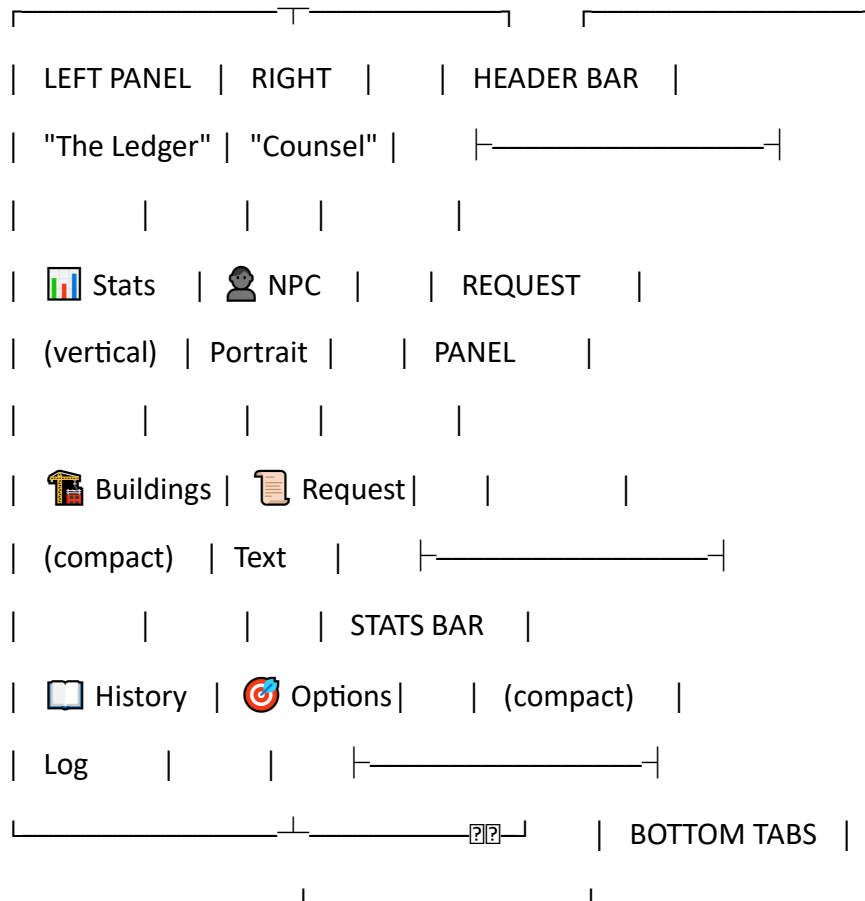 ┌────────────────┬────────────┐ ┌─────────────────
│ LEFT PANEL │ RIGHT │ │ HEADER BAR │
│ "The Ledger" │ "Counsel" │ ├─────────────────┤
│ │ │ │ │
│ 📊 Stats │ 👤 NPC │ │ REQUEST │
│ (vertical) │ Portrait │ │ PANEL │
│ │ │ │ │
│ 🏗 Buildings │ 📜 Request│ │ │
│ (compact) │ Text │ ├─────────────────┤
│ │ │ │ STATS BAR │
│ 📖 History │ 🎯 Options│ │ (compact) │
│ Log │ │ ├─────────────────┤
└────────────────┴──────────⍰⍰─┘ │ BOTTOM TABS │